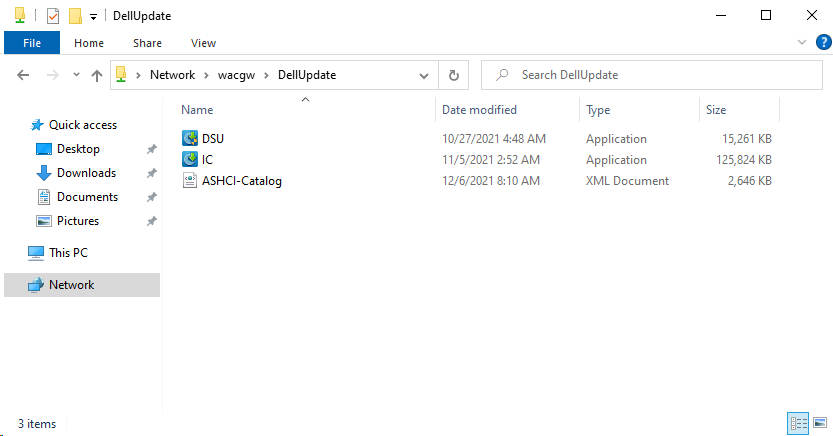 DellUpdate
File Home Share View
Network wacgw DellUpdate Search DellUpdate
Name Date modified Type Size
Quick access
Desktop
Downloads
Documents
Pictures
This PC
Network
DSU 10/27/2021 4:48 AM Application 15,261 KB
IC 11/5/2021 2:52 AM Application 125,824 KB
ASHCI-Catalog 12/6/2021 8:10 AM XML Document 2,646 KB
3 items